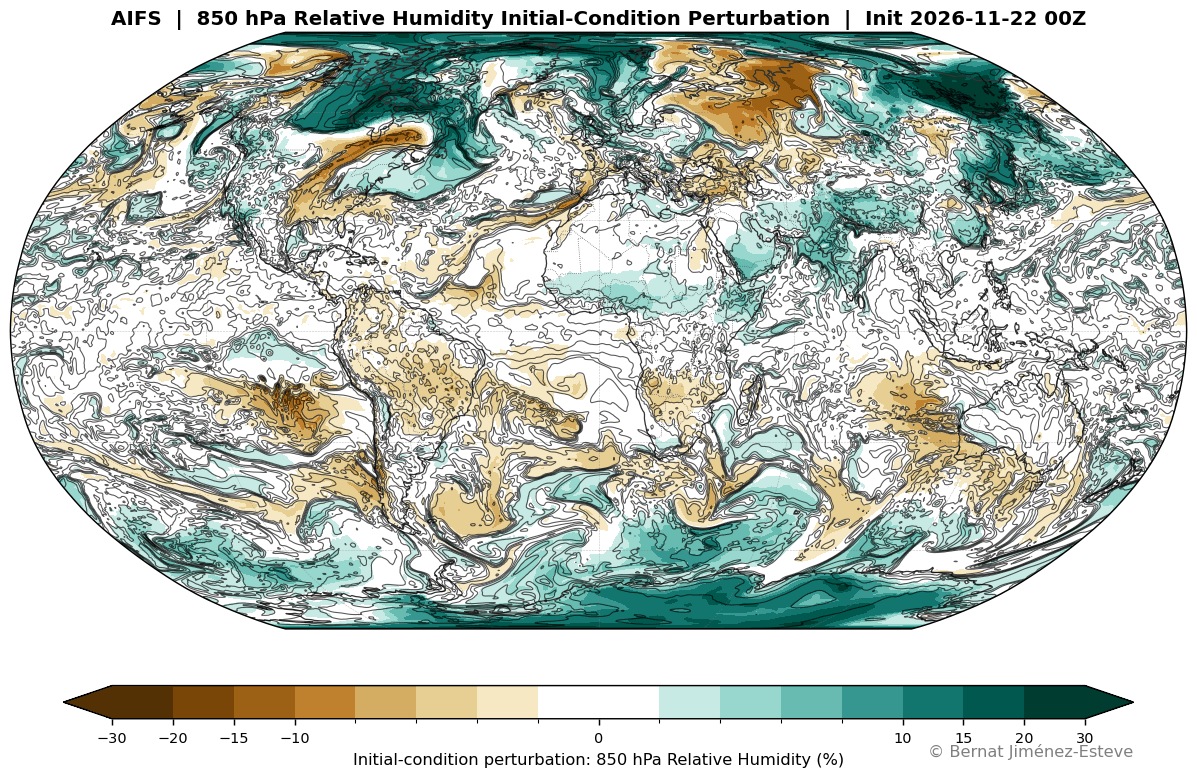 AIFS | 850 hPa Relative Humidity Initial-Condition Perturbation | Init 2026-11-22 00Z
−30 −20 −15 −10 0 10 15 20 30
Initial-condition perturbation: 850 hPa Relative Humidity (%)
© Bernat Jiménez-Esteve